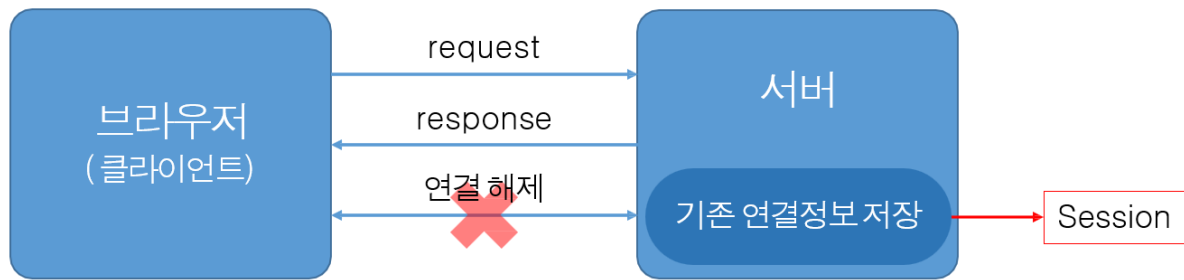 브라우저
( 클라이언트)
request
response
연결 해제
서버
기존 연결정보 저장
Session